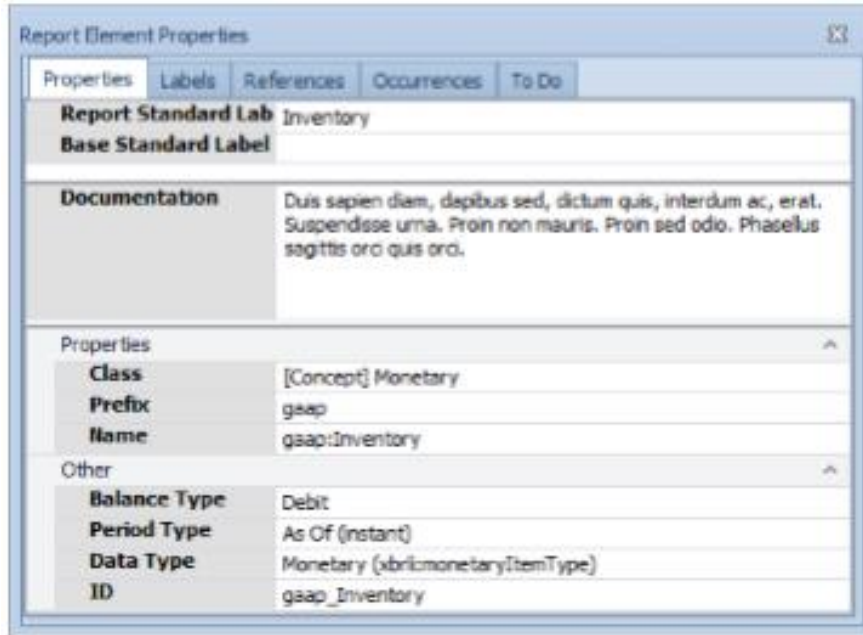 Report Element Properties
Properties Labels References Occurrences To Do
Report Standard Lab Inventory
Base Standard Label
Documentation Duis sapien diam, dapibus sed, dictum quis, interdum ac, erat.
Suspendisse urna. Proin non mauris. Proin sed odio. Phasellus
sagittis orci quis orci.
Properties
Class [Concept] Monetary
Prefix gaap
Name gaap:Inventory
Other
Balance Type Debit
Period Type As Of (instant)
Data Type Monetary (xbrli:monetaryItemType)
ID gaap_Inventory